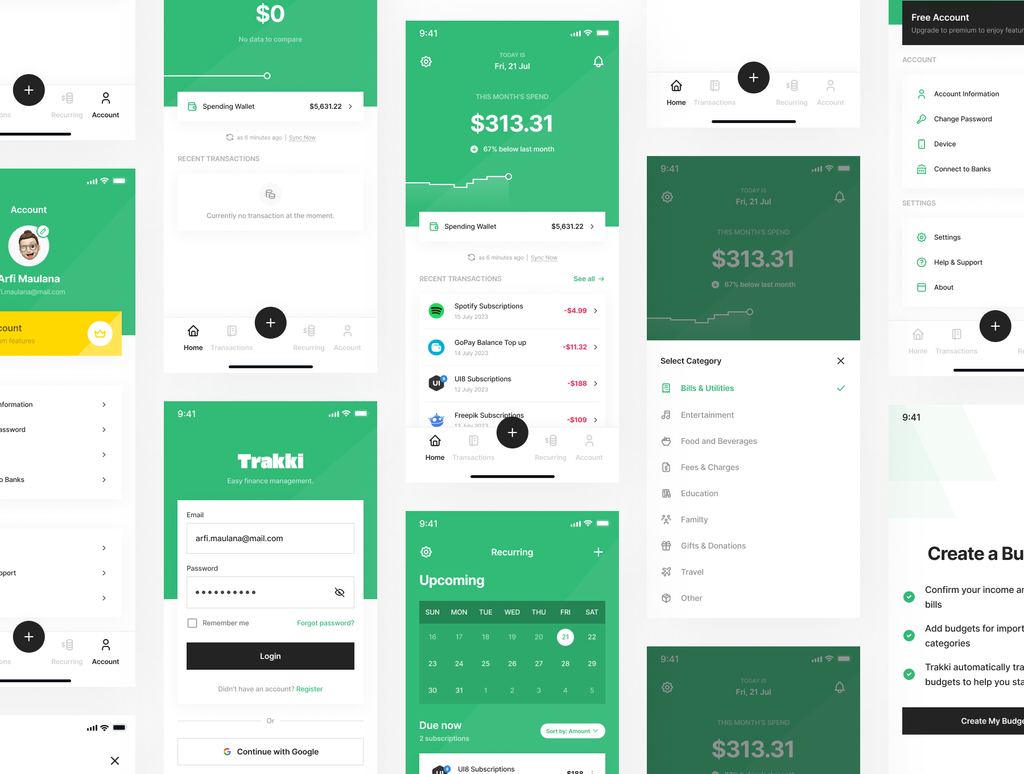 ns
Recurring
Account
Account
Arfi Maulana
fi.maulana@mail.com
count
m features
nformation
assword
o Banks
pport
ns
Recurring
Account
$0
No data to compare
Spending Wallet
$5,631.22
as 6 minutes ago | Sync Now
RECENT TRANSACTIONS
Currently no transaction at the moment.
Home
Transactions
Recurring
Account
9:41
Trakki
Easy finance management.
Email
arfi.maulana@mail.com
Password
Remember me
Forgot password?
Login
Didn't have an account? Register
Or
Continue with Google
9:41
TODAY IS
Fri, 21 Jul
THIS MONTH'S SPEND
$313.31
67% below last month
Spending Wallet
$5,631.22
as 6 minutes ago | Sync Now
RECENT TRANSACTIONS
See all
Spotify Subscriptions
-$4.99
15 July 2023
GoPay Balance Top up
-$11.32
14 July 2023
UI
UI8 Subscriptions
-$188
12 July 2023
Freepik Subscriptions
-$109
Home
Transactions
Recurring
Account
9:41
Recurring
Upcoming
SUN MON TUE WED THU FRI SAT
16 17 18 19 20 21 22
23 24 25 26 27 28 29
30 31 1 2 3 4 5
Due now
2 subscriptions
Sort by: Amount
UI8 Subscriptions
$188
Home
Transactions
Recurring
Account
9:41
TODAY IS
Fri, 21 Jul
THIS MONTH'S SPEND
$313.31
67% below last month
Select Category
Bills & Utilities
Entertainment
Food and Beverages
Fees & Charges
Education
Familty
Gifts & Donations
Travel
Other
9:41
TODAY IS
Fri, 21 Jul
THIS MONTH'S SPEND
$313.31
Free Account
Upgrade to premium to enjoy featur
ACCOUNT
Account Information
Change Password
Device
Connect to Banks
SETTINGS
Settings
Help & Support
About
Home
Transactions
Re
9:41
Create a Bu
Confirm your income an
bills
Add budgets for import
categories
Trakki automatically tra
budgets to help you sta
Create My Budge